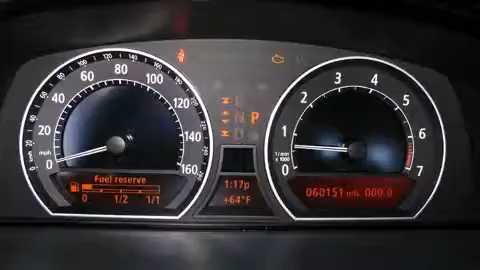 0 20 40 60 80 100 120 140 160
mph
km/h
Fuel reserve
0 1/2 1/1
R
N P
D
1:17p
+64°F
1 2 3 4 5 6 7
1/min
x 1000
060151 mls 000.0